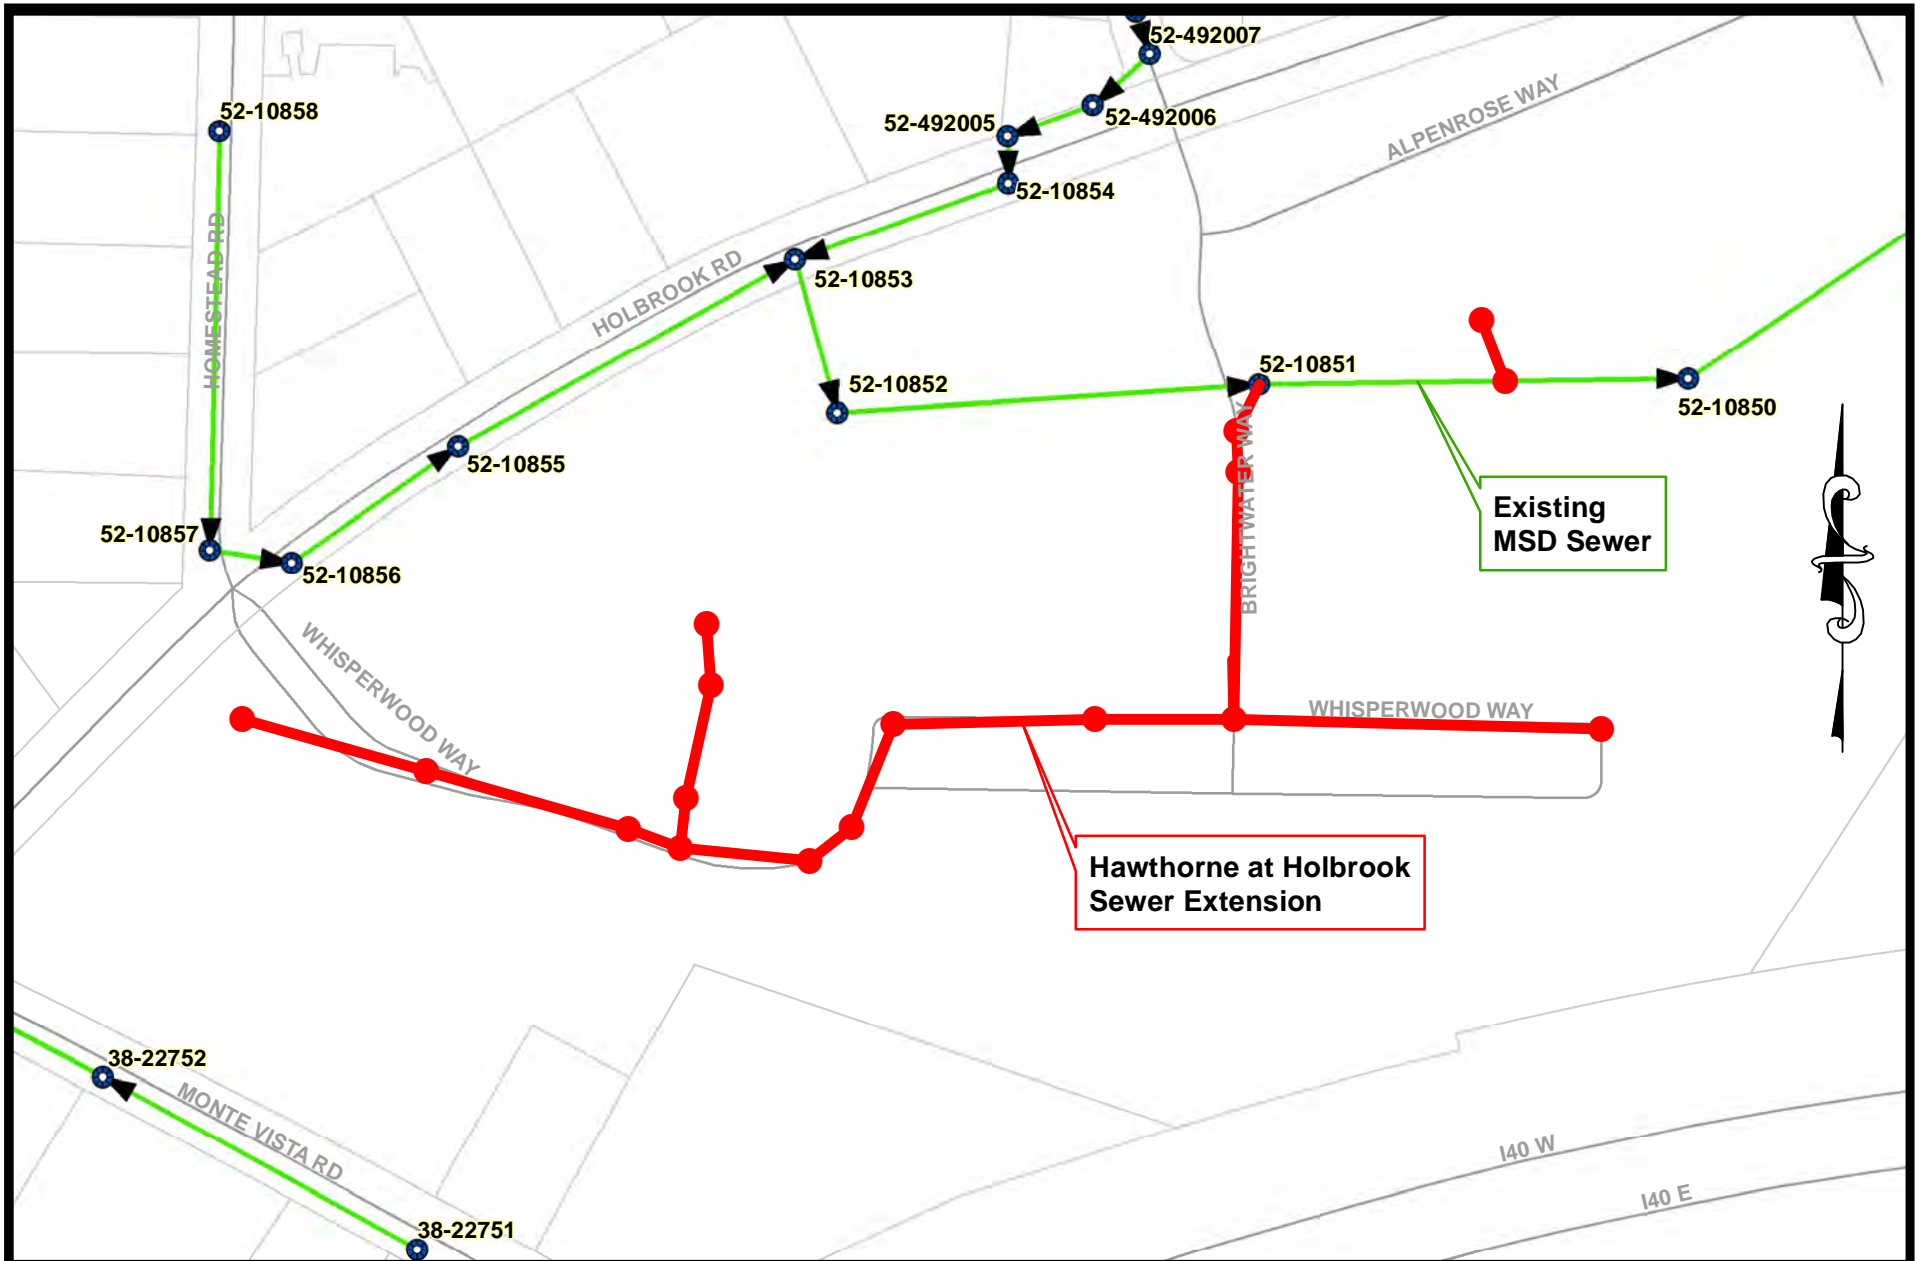 52-492007
52-10858
52-492006
52-492005
ALPENROSE WAY
52-10854
HOMESTEAD RD
HOLBROOK RD
52-10853
52-10851
52-10852
52-10850
BRIGHTWATER WAY
52-10855
Existing
MSD Sewer
52-10857
52-10856
WHISPERWOOD WAY
WHISPERWOOD WAY
Hawthorne at Holbrook
Sewer Extension
38-22752
MONTE VISTA RD
I40 W
I40 E
38-22751